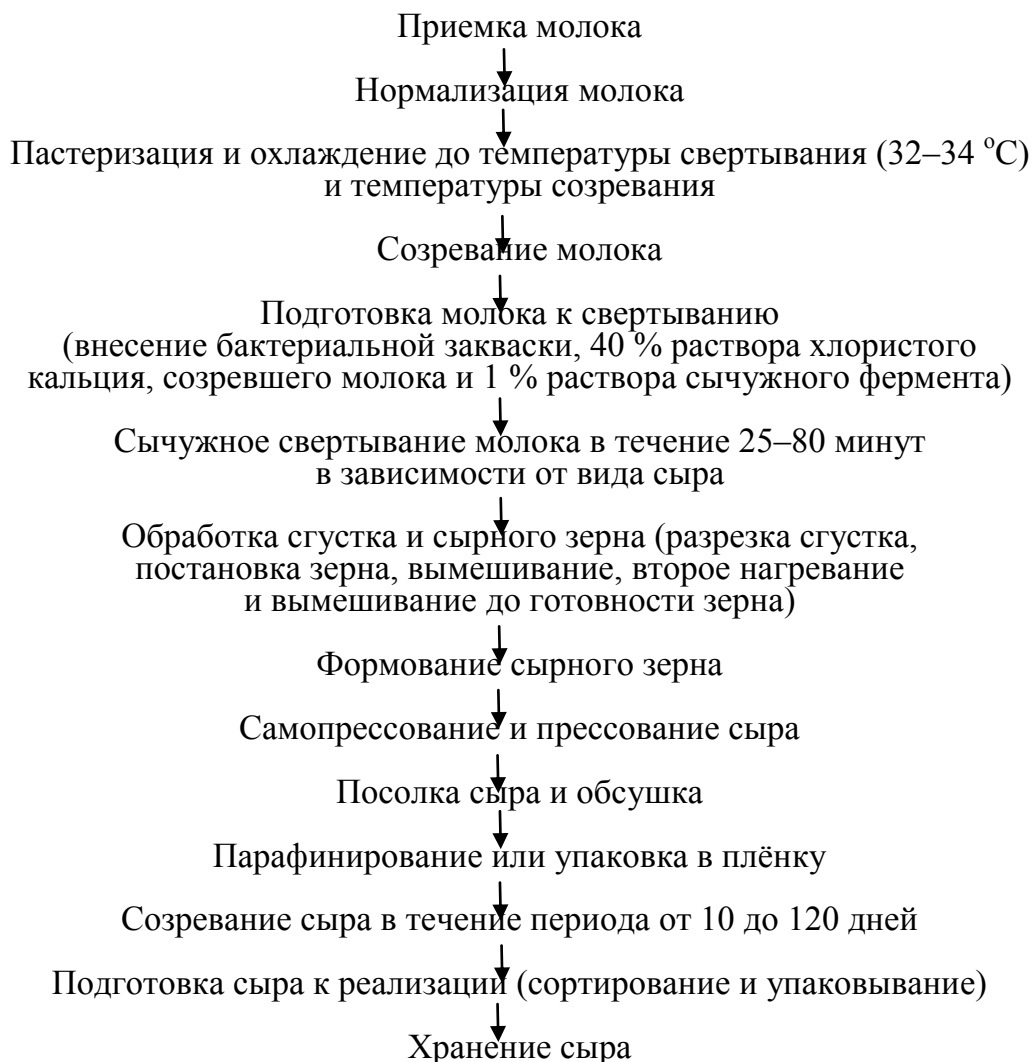 Приемка молока
Нормализация молока
Пастеризация и охлаждение до температуры свертывания (32–34 °С)
и температуры созревания
Созревание молока
Подготовка молока к свертыванию
(внесение бактериальной закваски, 40 % раствора хлористого
кальция, созревшего молока и 1 % раствора сычужного фермента)
Сычужное свертывание молока в течение 25–80 минут
в зависимости от вида сыра
Обработка сгустка и сырного зерна (разрезка сгустка,
постановка зерна, вымешивание, второе нагревание
и вымешивание до готовности зерна)
Формование сырного зерна
Самопрессование и прессование сыра
Посолка сыра и обсушка
Парафинирование или упаковка в плёнку
Созревание сыра в течение периода от 10 до 120 дней
Подготовка сыра к реализации (сортирование и упаковывание)
Хранение сыра